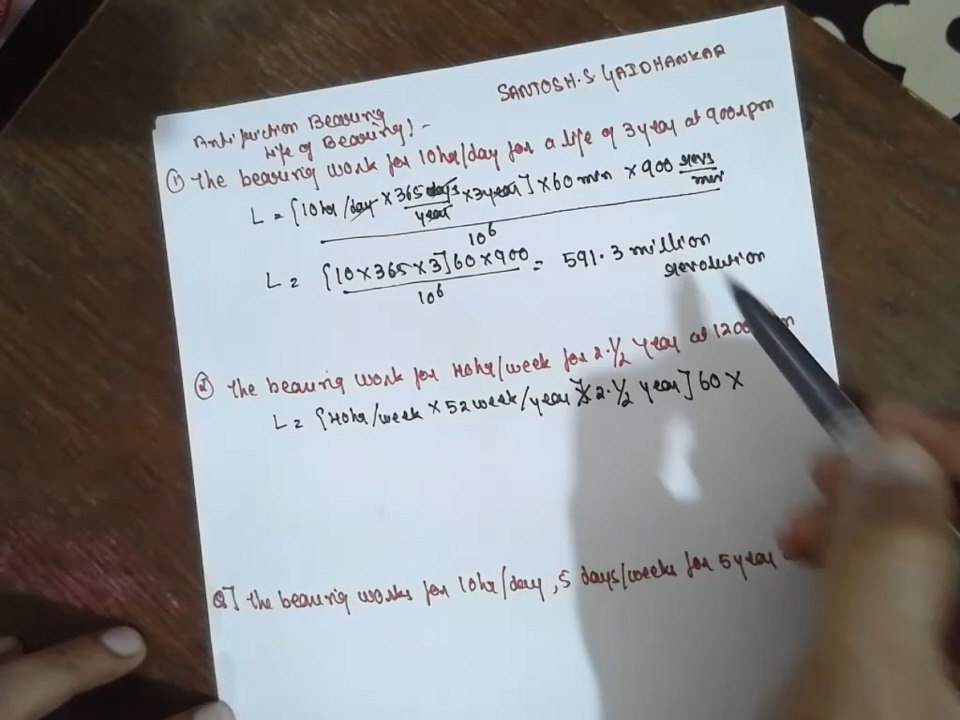 SANTOSH.S.GAIDHANKAR
Antifriction Bearing
Life of Bearing:-
① The bearing work for 10hr/day for a life of 3 year at 900rpm
L = {10hr/day × 365 days/year × 3 year] × 60 min × 900 revs/min
10⁶
L = {10×365×3] 60×900 = 591.3 million
revolution
10⁶
② The bearing work for 40hr/week for 2.1/2 year at 1200
L = {40hr/week × 52 week/year] × 2.1/2 year] 60 ×
Q] The bearing works for 10hr/day, 5 days/weeks for 5 year